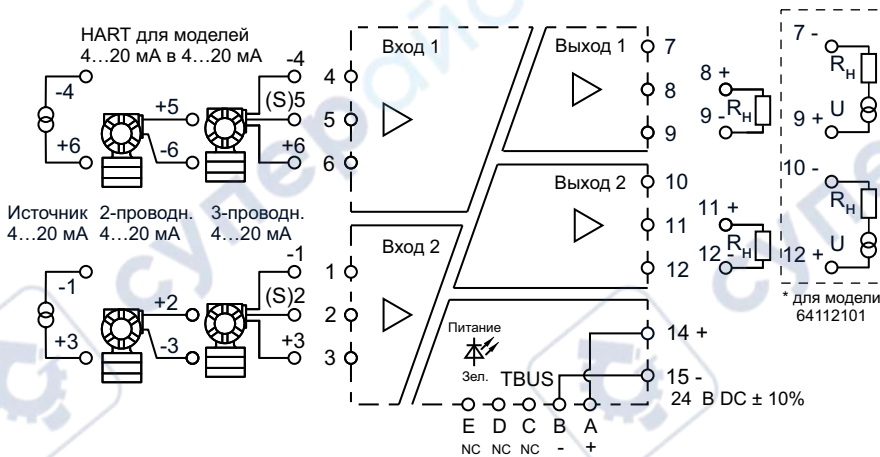 HART для моделей
4...20 мА в 4...20 мА
-4
+6
+5
-6
-4
(S)5
+6
4
5
6
Вход 1
Выход 1
7
8
9
8 +
9 -
RН
7 -
RН
9 + U
Источник 4...20 мА
2-проводн. 4...20 мА
3-проводн. 4...20 мА
Выход 2
10
11
12
11 +
12 -
RН
10 -
RН
12 + U
* для модели
64112101
-1
+3
+2
-3
-1
(S)2
+3
1
2
3
Вход 2
Питание
Зел.
TBUS
14 +
15 -
24 В DC ± 10%
E D C B A
NC NC NC - +
суперайс
супе